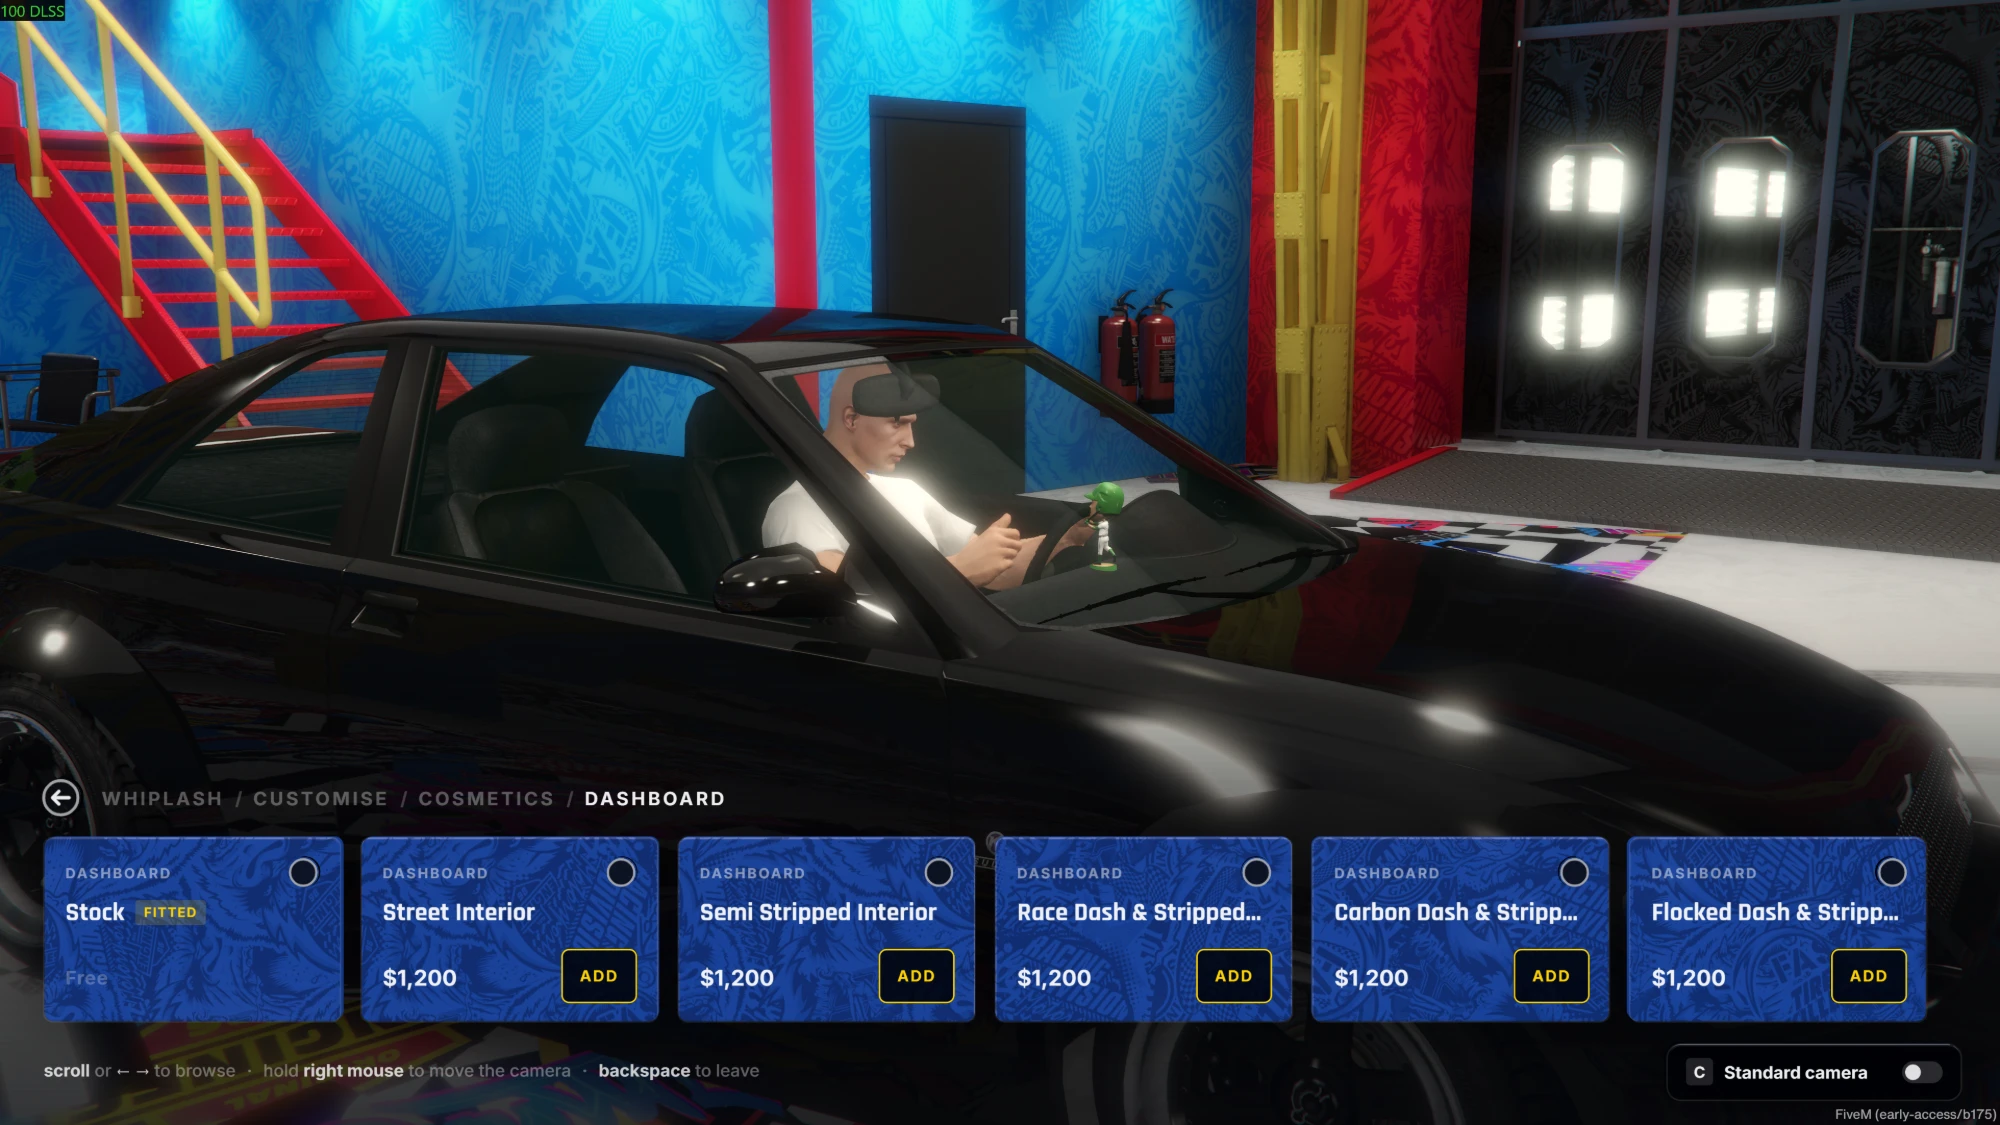 100 DLSS
WHIPLASH / CUSTOMISE / COSMETICS / DASHBOARD
DASHBOARD
Stock FITTED
Free
DASHBOARD
Street Interior
$1,200 ADD
DASHBOARD
Semi Stripped Interior
$1,200 ADD
DASHBOARD
Race Dash & Stripped...
$1,200 ADD
DASHBOARD
Carbon Dash & Stripp...
$1,200 ADD
DASHBOARD
Flocked Dash & Stripp...
$1,200 ADD
scroll or ← → to browse · hold right mouse to move the camera · backspace to leave
C Standard camera
FiveM (early-access/b175)